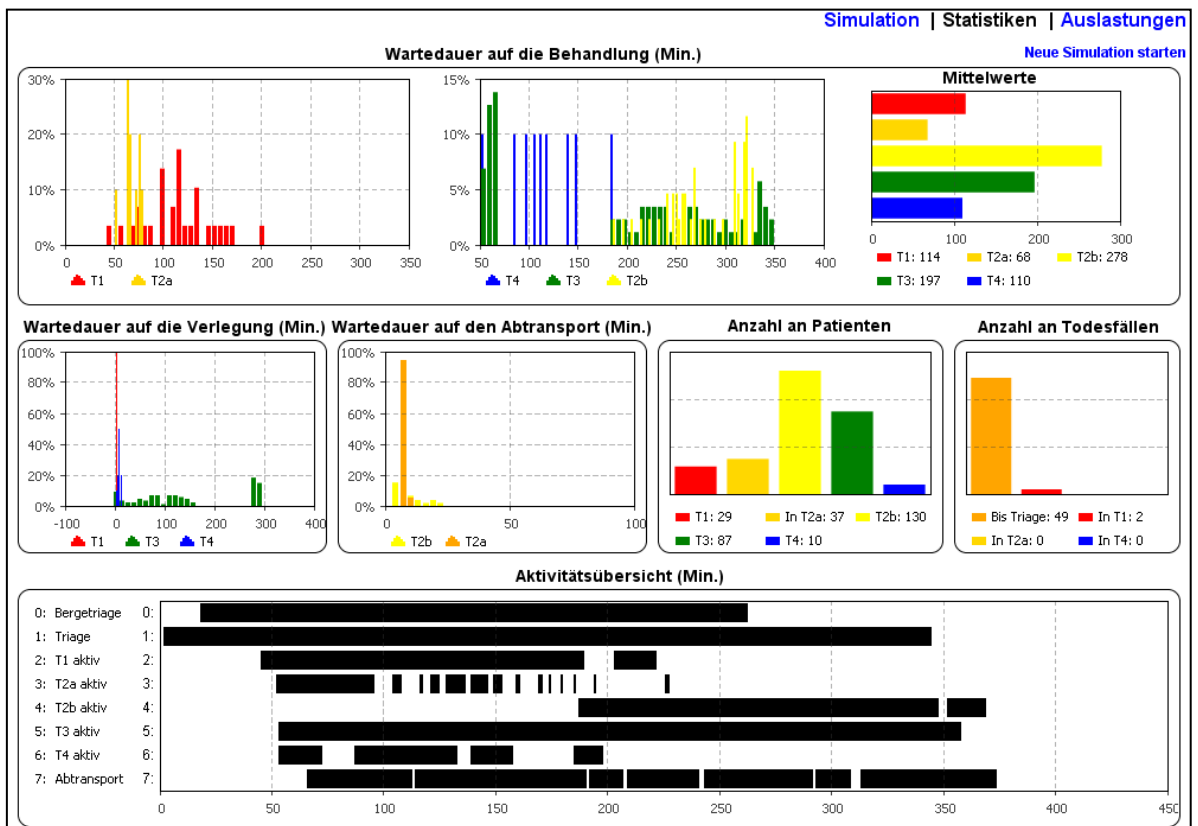 Simulation | Statistiken | Auslastungen
Neue Simulation starten
Wartedauer auf die Behandlung (Min.)
30%
20%
10%
0%
0 50 100 150 200 250 300 350
T1 T2a
15%
10%
5%
0%
50 100 150 200 250 300 350 400
T4 T3 T2b
Mittelwerte
0 100 200 300
T1: 114 T2a: 68 T2b: 278
T3: 197 T4: 110
Wartedauer auf die Verlegung (Min.)
100%
80%
60%
40%
20%
0%
-100 0 100 200 300 400
T1 T3 T4
Wartedauer auf den Abtransport (Min.)
100%
80%
60%
40%
20%
0%
0 50 100
T2b T2a
Anzahl an Patienten
T1: 29 In T2a: 37 T2b: 130
T3: 87 T4: 10
Anzahl an Todesfällen
Bis Triage: 49 In T1: 2
In T2a: 0 In T4: 0
Aktivitätsübersicht (Min.)
0: Bergetriage 0:
1: Triage 1:
2: T1 aktiv 2:
3: T2a aktiv 3:
4: T2b aktiv 4:
5: T3 aktiv 5:
6: T4 aktiv 6:
7: Abtransport 7:
0 50 100 150 200 250 300 350 400 450